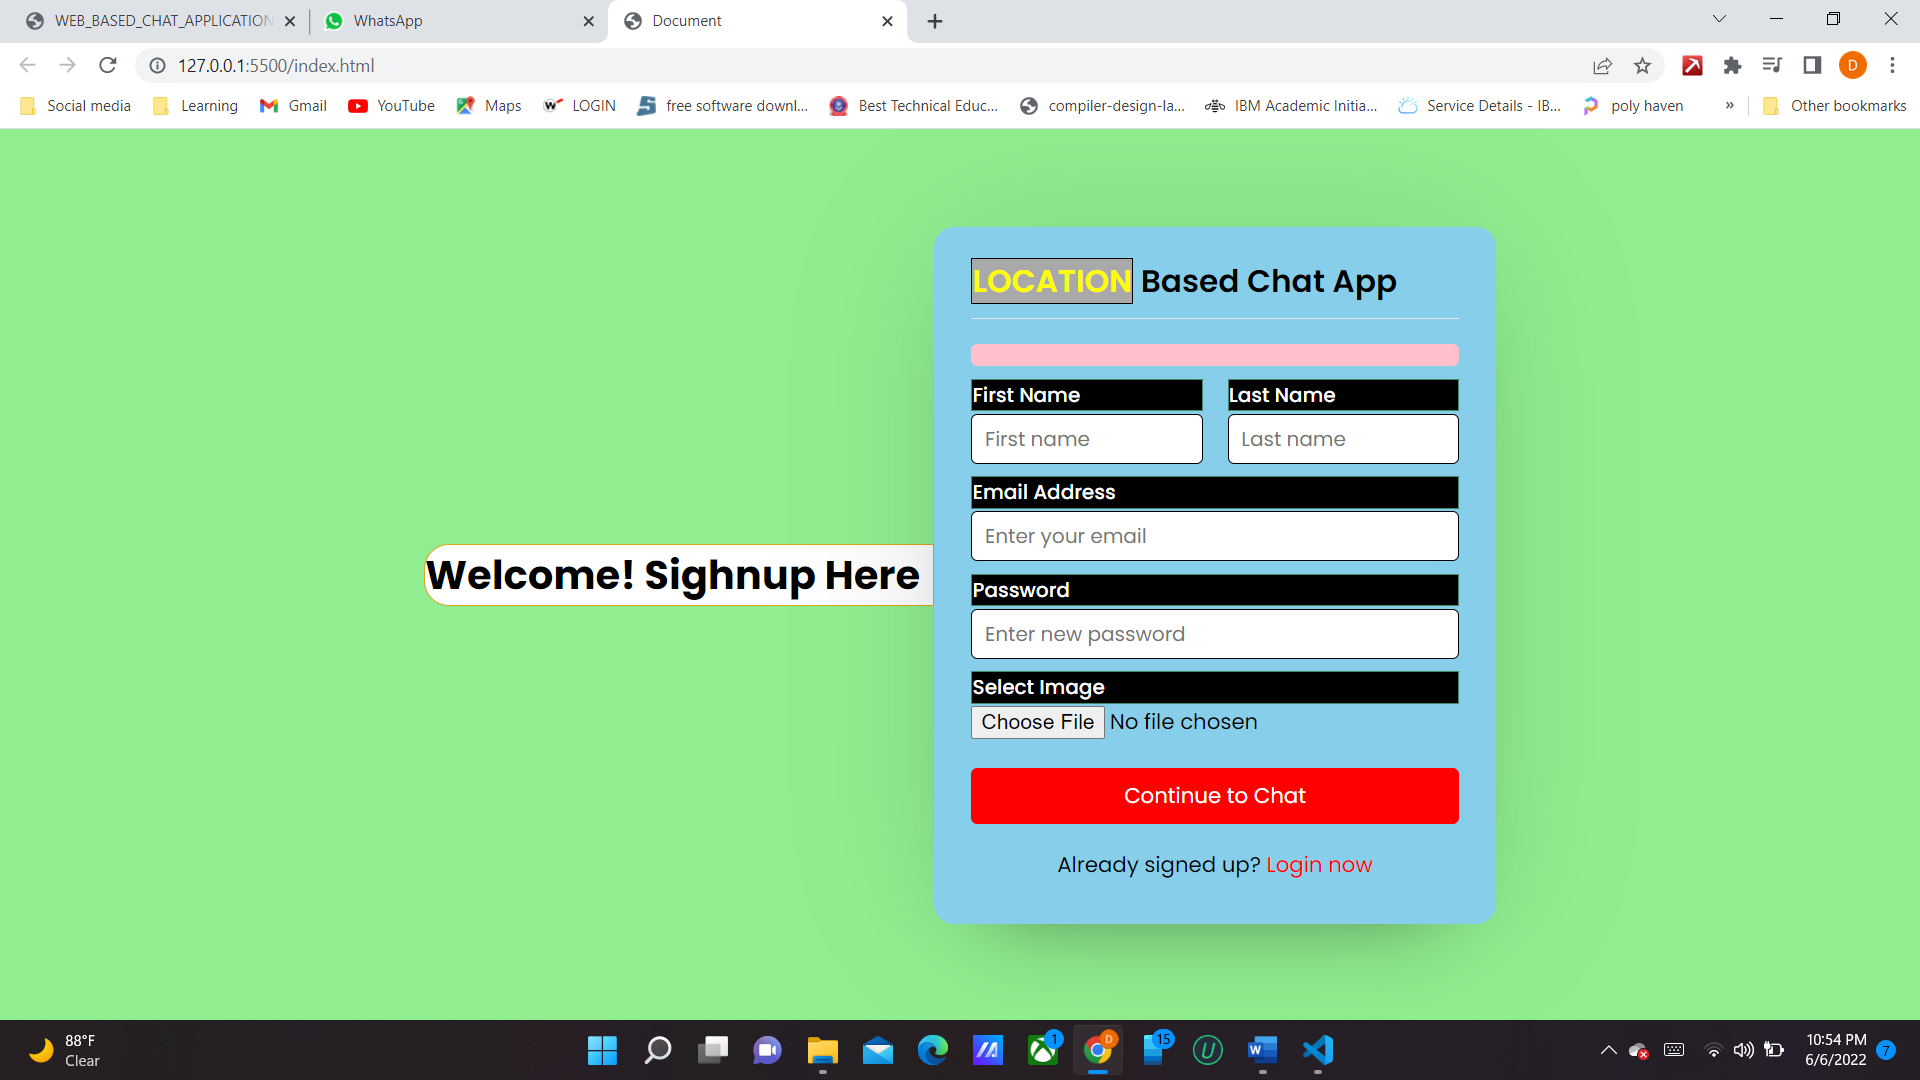 WEB_BASED_CHAT_APPLICATION
WhatsApp
Document
127.0.0.1:5500/index.html
D
Social media
Learning
Gmail
YouTube
Maps
LOGIN
free software downl...
Best Technical Educ...
compiler-design-la...
IBM Academic Initia...
Service Details - IB...
poly haven
»
Other bookmarks
LOCATION Based Chat App
First Name
Last Name
First name
Last name
Email Address
Enter your email
Welcome! Sighnup Here
Password
Enter new password
Select Image
Choose File No file chosen
Continue to Chat
Already signed up? Login now
88°F
Clear
1
D
15
10:54 PM
6/6/2022
7